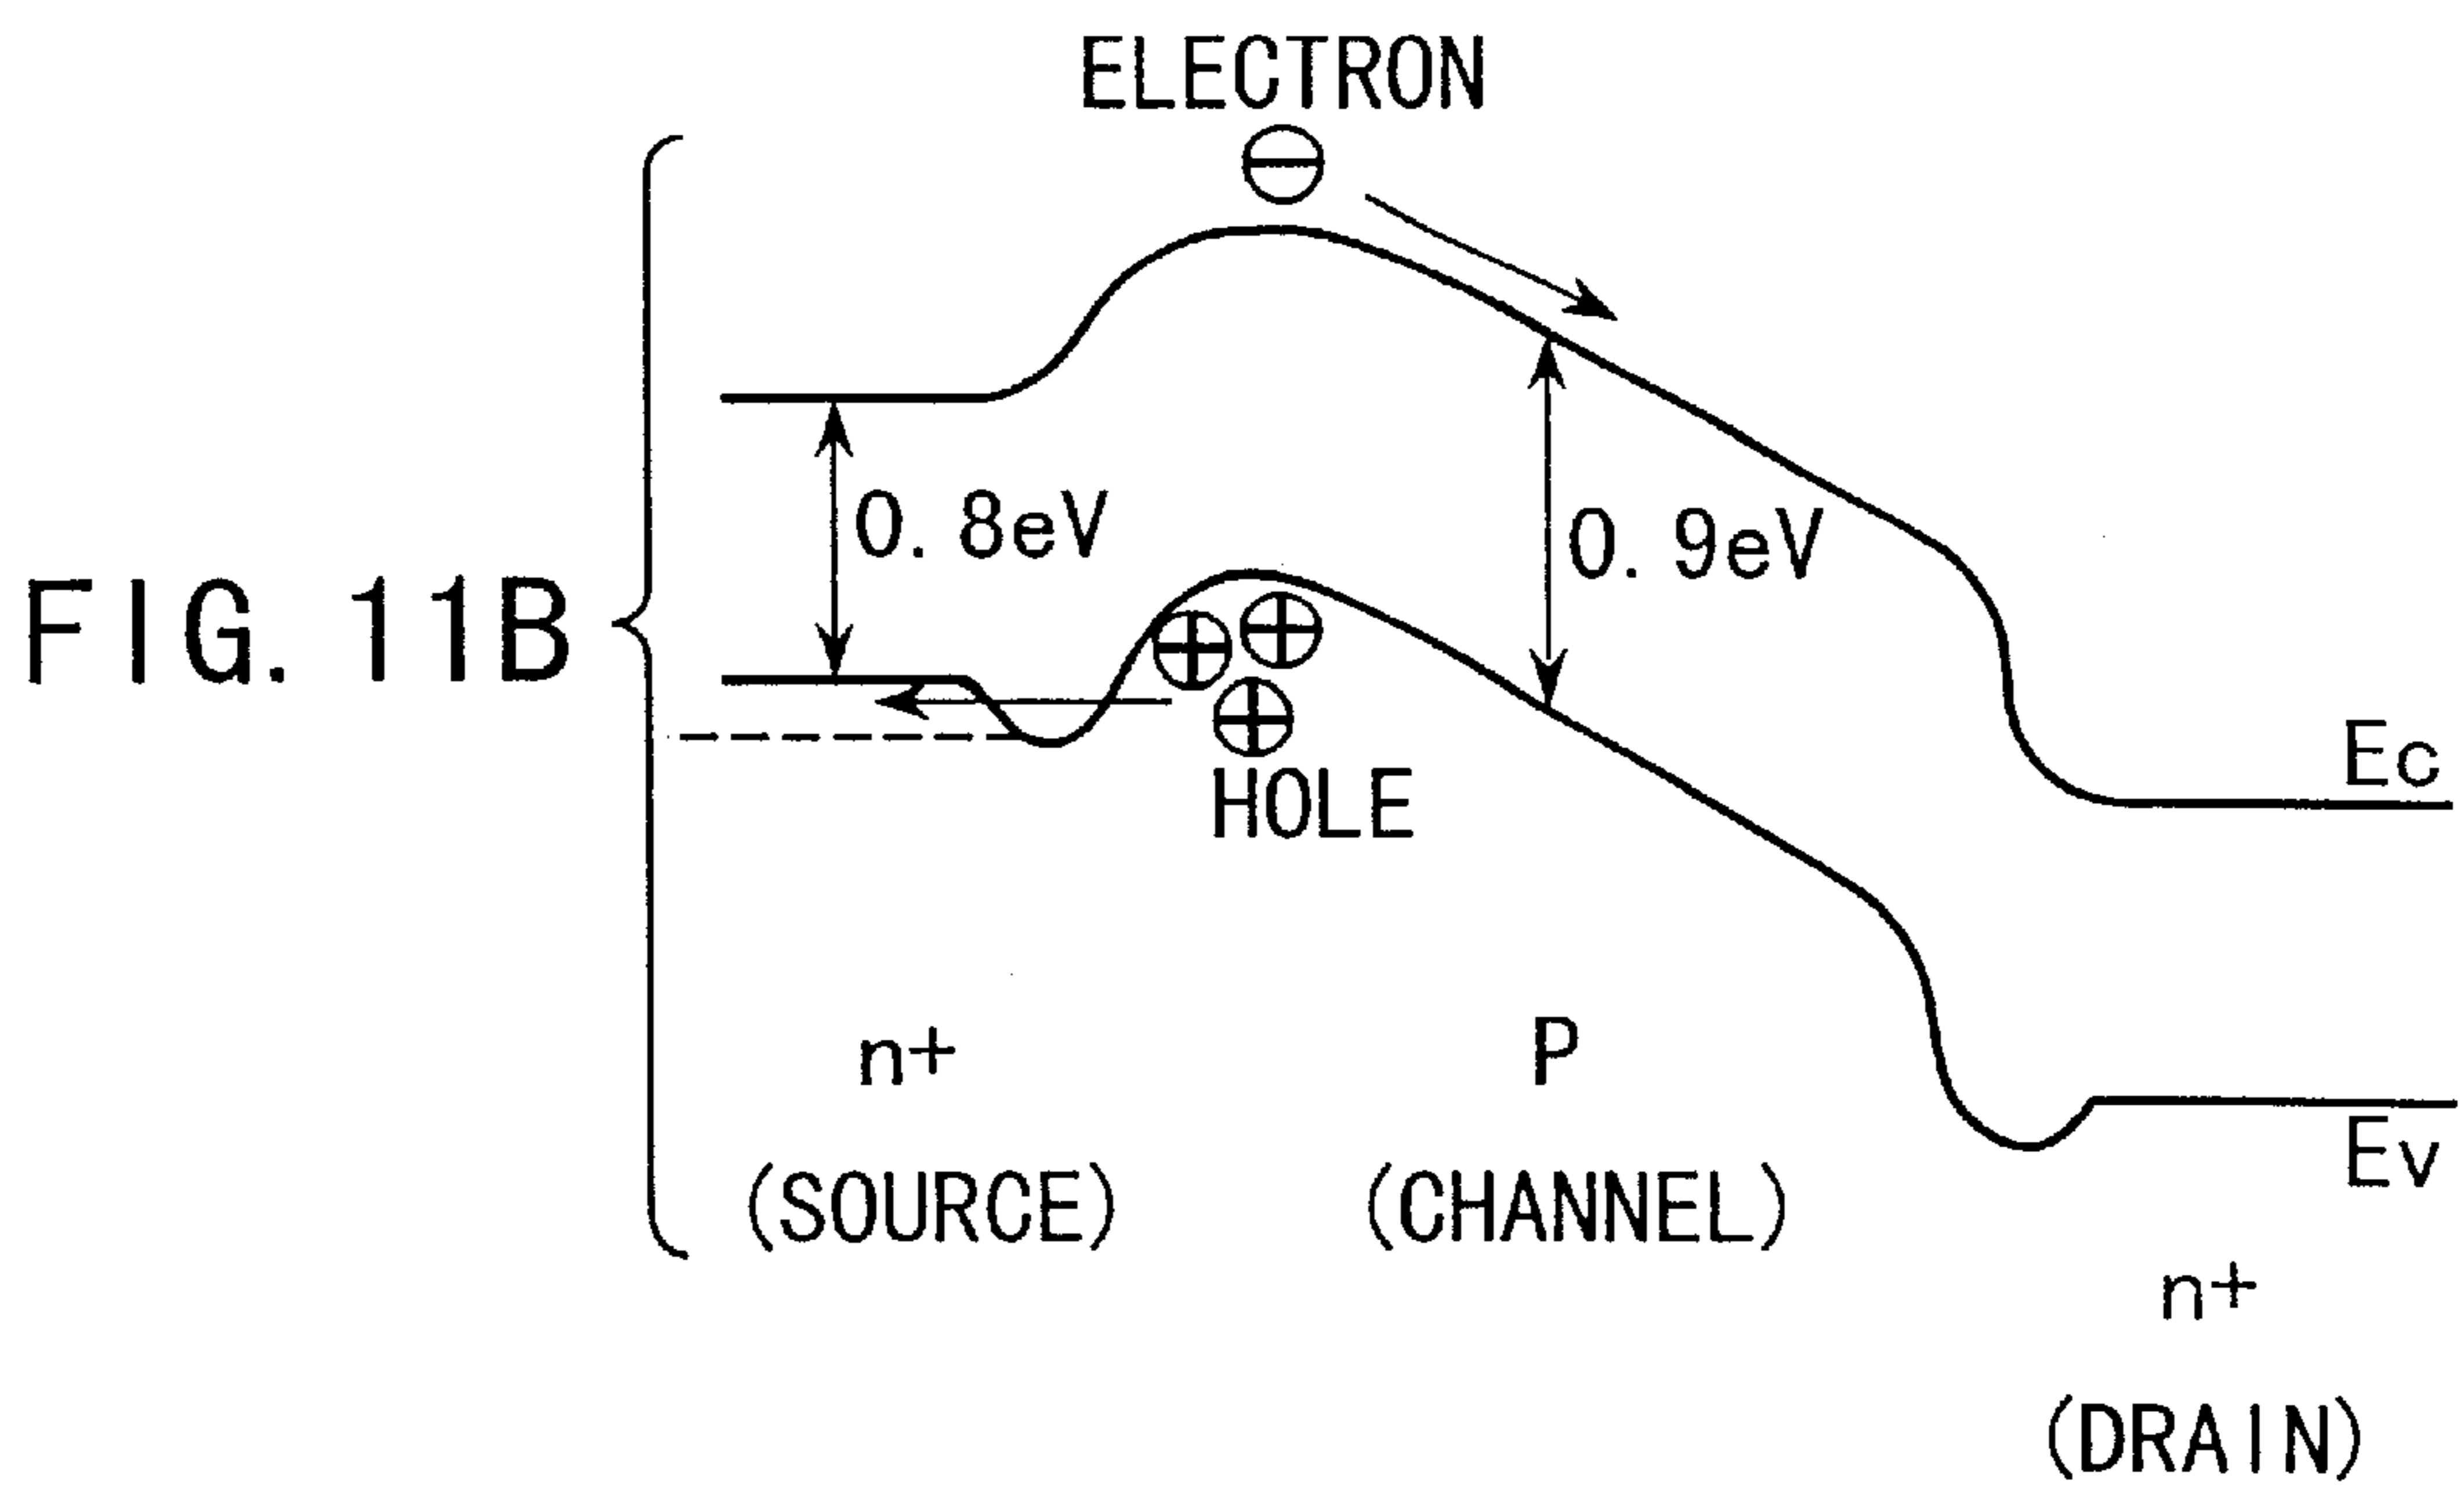 ELECTRON
0.8eV
0.9eV
FIG. 11B
HOLE
Ec
n+
P
Ev
(SOURCE)
(CHANNEL)
n+
(DRAIN)